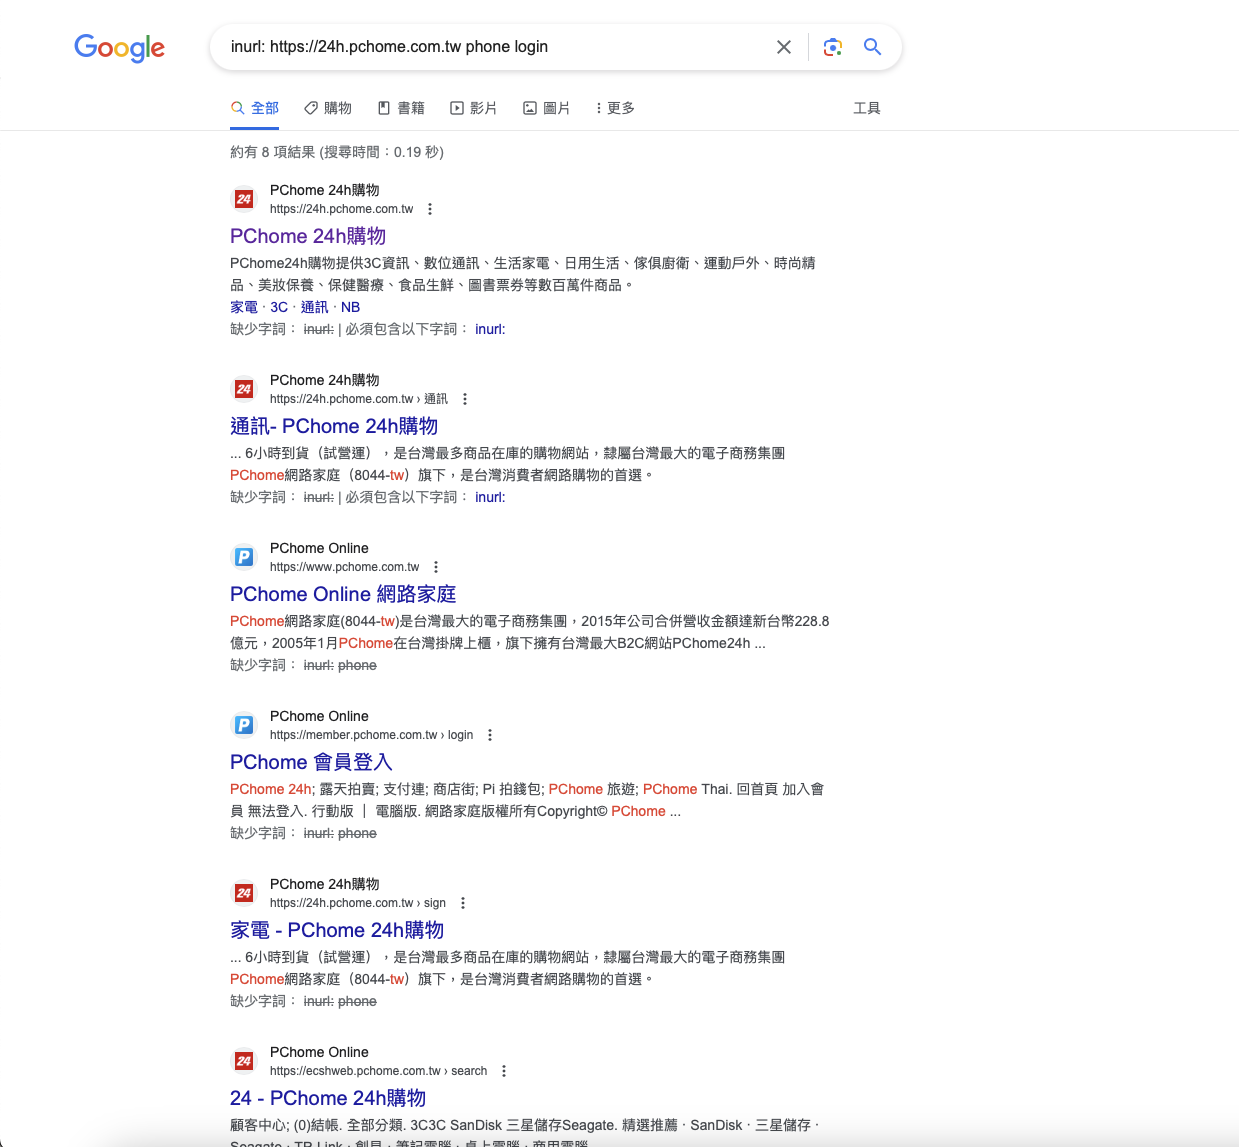 Google
inurl: https://24h.pchome.com.tw phone login
全部 購物 書籍 影片 圖片 更多 工具
約有 8 項結果 (搜尋時間：0.19 秒)
24
PChome 24h購物
https://24h.pchome.com.tw
PChome 24h購物
PChome24h購物提供3C資訊、數位通訊、生活家電、日用生活、傢俱廚衛、運動戶外、時尚精
品、美妝保養、保健醫療、食品生鮮、圖書票券等數百萬件商品。
家電 · 3C · 通訊 · NB
缺少字詞： inurl: | 必須包含以下字詞： inurl:
24
PChome 24h購物
https://24h.pchome.com.tw › 通訊
通訊- PChome 24h購物
... 6小時到貨（試營運），是台灣最多商品在庫的購物網站，隸屬台灣最大的電子商務集團
PChome網路家庭（8044-tw）旗下，是台灣消費者網路購物的首選。
缺少字詞： inurl: | 必須包含以下字詞： inurl:
P
PChome Online
https://www.pchome.com.tw
PChome Online 網路家庭
PChome網路家庭(8044-tw)是台灣最大的電子商務集團，2015年公司合併營收金額達新台幣228.8
億元，2005年1月PChome在台灣掛牌上櫃，旗下擁有台灣最大B2C網站PChome24h ...
缺少字詞： inurl: phone
P
PChome Online
https://member.pchome.com.tw › login
PChome 會員登入
PChome 24h; 露天拍賣; 支付連; 商店街; Pi 拍錢包; PChome 旅遊; PChome Thai. 回首頁 加入會
員 無法登入. 行動版 ｜ 電腦版. 網路家庭版權所有Copyright© PChome ...
缺少字詞： inurl: phone
24
PChome 24h購物
https://24h.pchome.com.tw › sign
家電 - PChome 24h購物
... 6小時到貨（試營運），是台灣最多商品在庫的購物網站，隸屬台灣最大的電子商務集團
PChome網路家庭（8044-tw）旗下，是台灣消費者網路購物的首選。
缺少字詞： inurl: phone
24
PChome Online
https://ecshweb.pchome.com.tw › search
24 - PChome 24h購物
顧客中心; (0)結帳. 全部分類. 3C3C SanDisk 三星儲存Seagate. 精選推薦 · SanDisk · 三星儲存 ·
Seagate · TP-Link · 創見 · 筆記電腦 · 桌上電腦 · 商用電腦